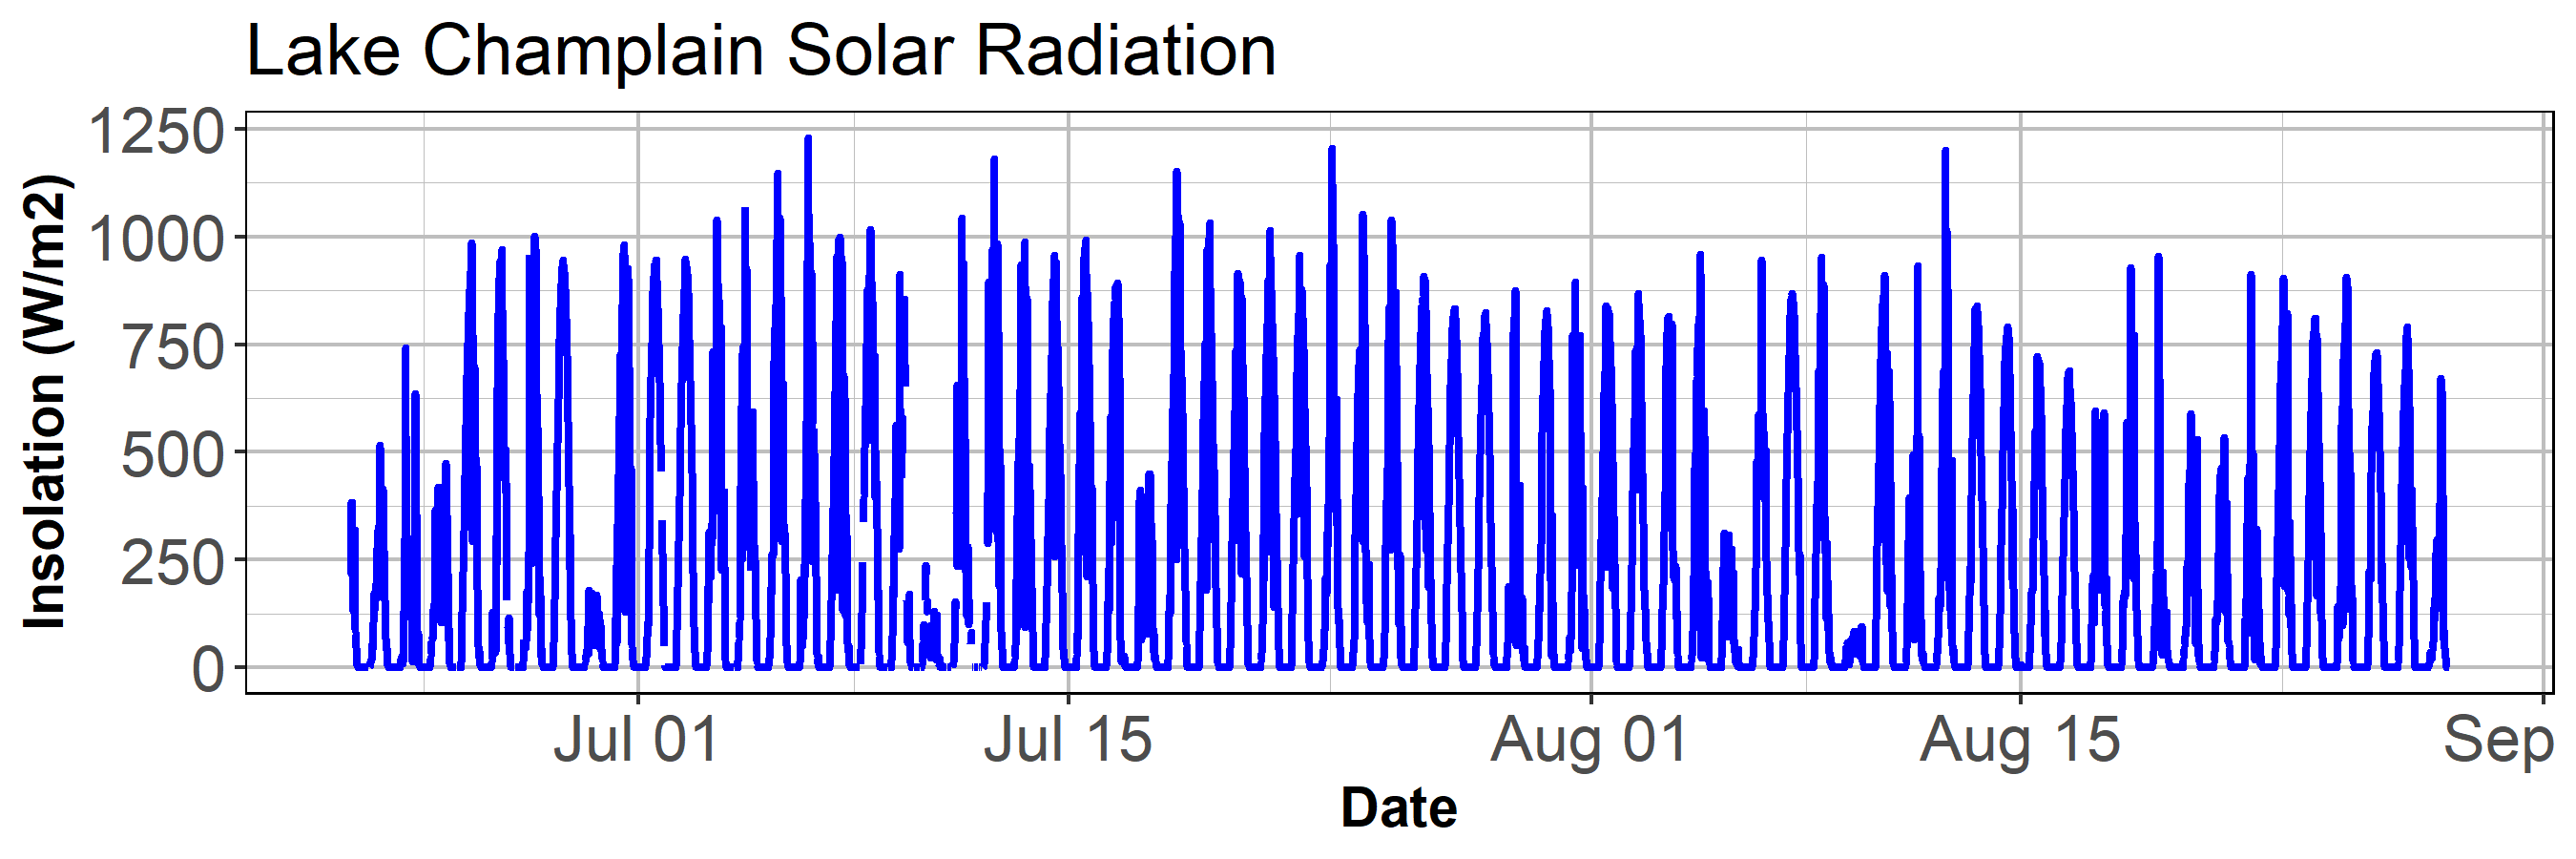 Lake Champlain Solar Radiation
1250
1000
750
500
250
0
Insolation (W/m2)
Jul 01 Jul 15 Aug 01 Aug 15 Sep
Date